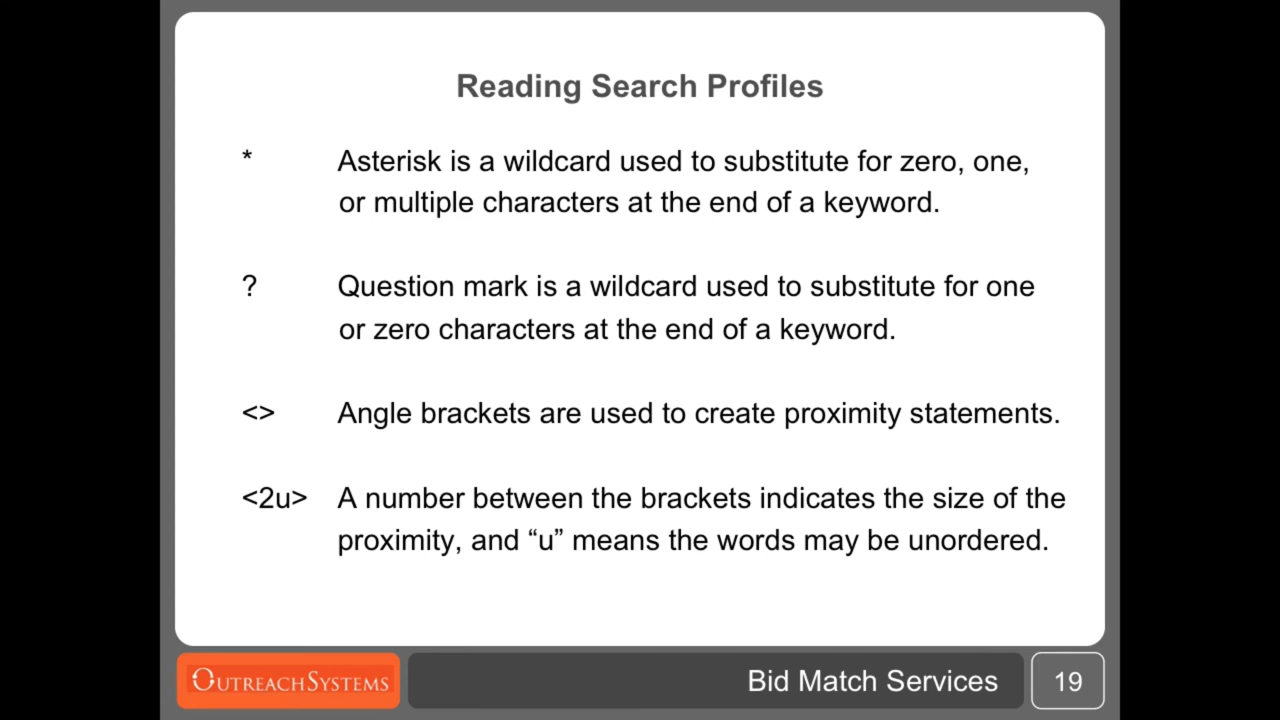 Reading Search Profiles
* Asterisk is a wildcard used to substitute for zero, one,
or multiple characters at the end of a keyword.
? Question mark is a wildcard used to substitute for one
or zero characters at the end of a keyword.
<> Angle brackets are used to create proximity statements.
<2u> A number between the brackets indicates the size of the
proximity, and “u” means the words may be unordered.
OUTREACHSYSTEMS
Bid Match Services
19